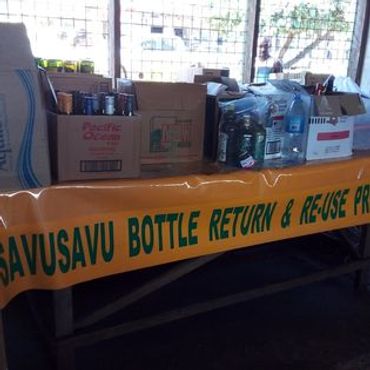 Pacific
Ocean
SAVUSAVU BOTTLE RETURN & RE-USE PR